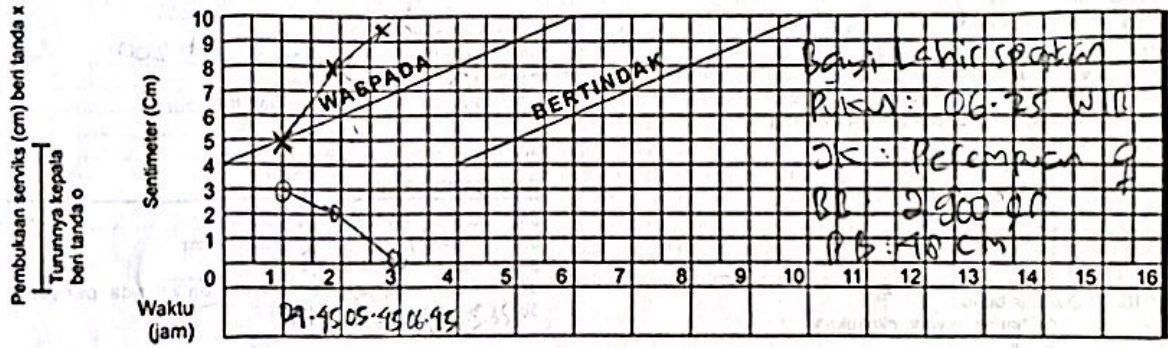 Pembukaan serviks (cm) beri tanda x
Turunnya kepala
beri tanda o
Sentimeter (Cm)
10
9
8
7
6
5
4
3
2
1
0
WASPADA
BERTINDAK
Bayi Lahir spontan
Pukul: 06.25 WIB
JK : Perempuan ♀
BB 2900 gr
PB : 48 cm
1 2 3 4 5 6 7 8 9 10 11 12 13 14 15 16
Waktu
(jam)
04.45 05.45 06.45